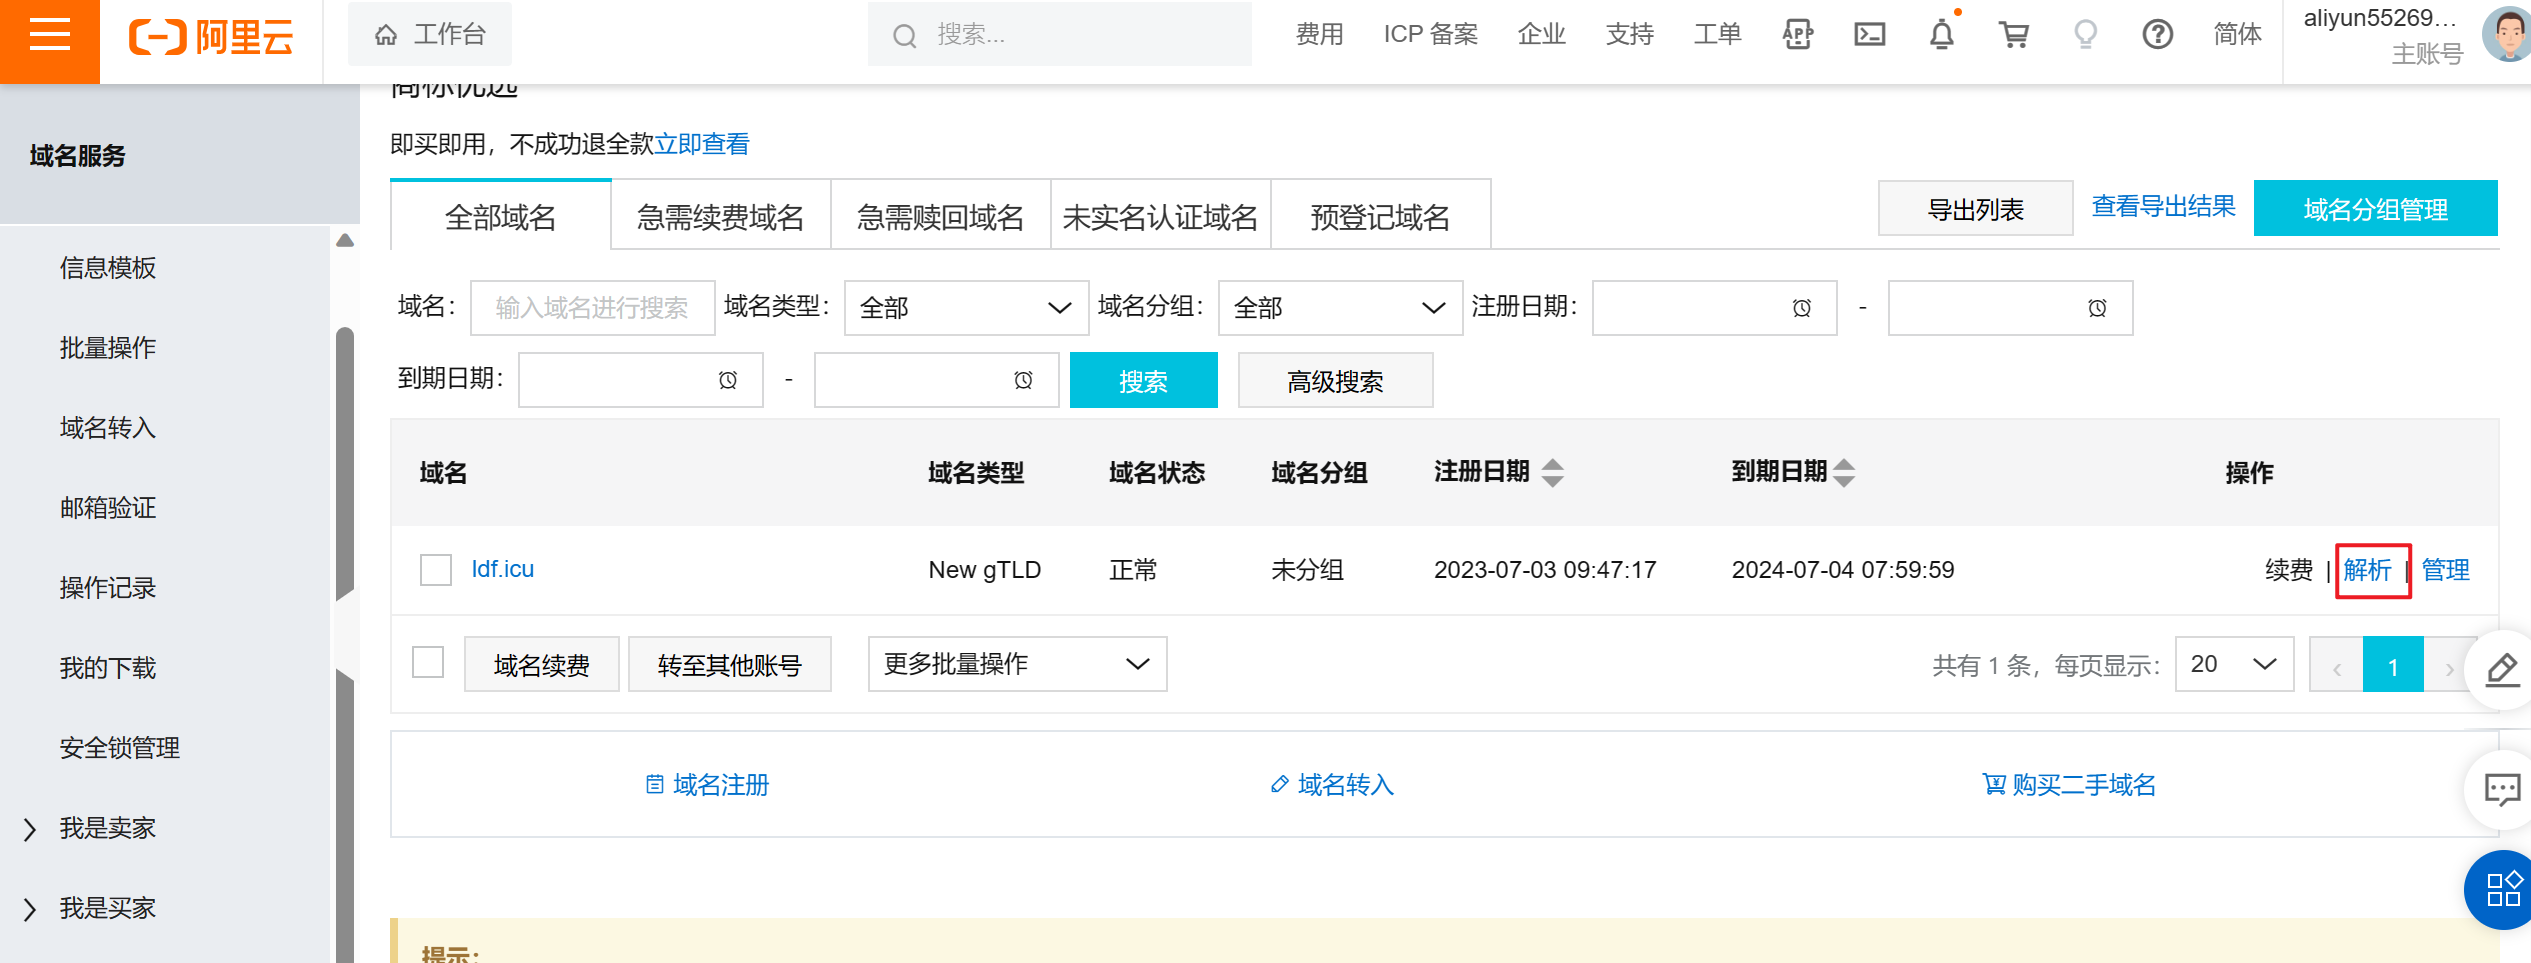 阿里云
工作台
搜索...
费用
ICP 备案
企业
支持
工单
APP
简体
aliyun55269...
主账号
商标优选
域名服务
信息模板
批量操作
域名转入
邮箱验证
操作记录
我的下载
安全锁管理
我是卖家
我是买家
即买即用，不成功退全款立即查看
全部域名
急需续费域名
急需赎回域名
未实名认证域名
预登记域名
导出列表
查看导出结果
域名分组管理
域名：
输入域名进行搜索
域名类型：
全部
域名分组：
全部
注册日期：
-
到期日期：
-
搜索
高级搜索
域名
域名类型
域名状态
域名分组
注册日期
到期日期
操作
ldf.icu
New gTLD
正常
未分组
2023-07-03 09:47:17
2024-07-04 07:59:59
续费 | 解析 | 管理
域名续费
转至其他账号
更多批量操作
共有 1 条，每页显示：
20
‹
1
›
域名注册
域名转入
购买二手域名
提示：